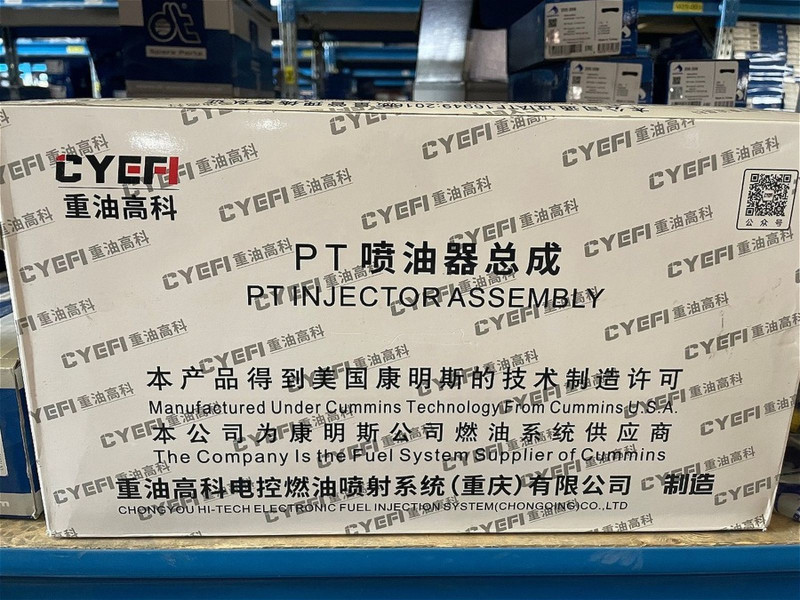 dt
Spare Parts
CYEFI
重油高科
公众号
PT喷油器总成
PT INJECTOR ASSEMBLY
本产品得到美国康明斯的技术制造许可
Manufactured Under Cummins Technology From Cummins U.S.A.
本公司为康明斯公司燃油系统供应商
The Company Is the Fuel System Supplier of Cummins
重油高科电控燃油喷射系统(重庆)有限公司 制造
CHONGYOU HI-TECH ELECTRONIC FUEL INJECTION SYSTEM(CHONGQING)CO.,LTD